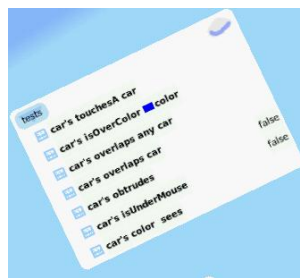 tests
car's touchesA car
car's isOverColor color
car's overlaps any car
car's overlaps car
car's obtrudes false
car's isUnderMouse false
car's color sees